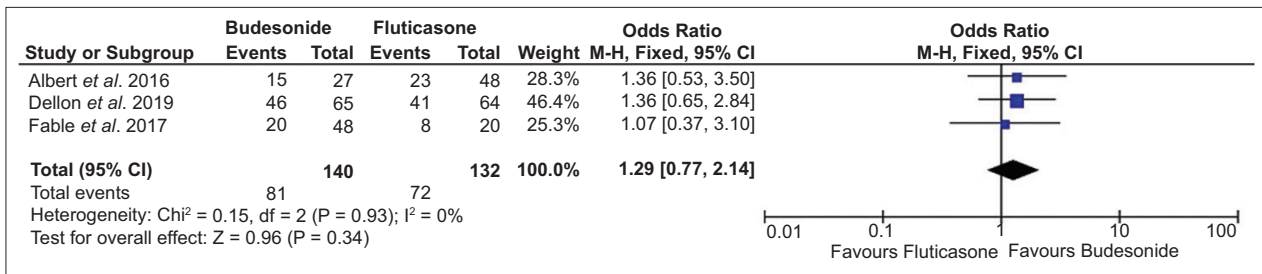 Budesonide Fluticasone Odds Ratio Odds Ratio
Study or Subgroup Events Total Events Total Weight M-H, Fixed, 95% CI M-H, Fixed, 95% CI
Albert et al. 2016 15 27 23 48 28.3% 1.36 [0.53, 3.50]
Dellon et al. 2019 46 65 41 64 46.4% 1.36 [0.65, 2.84]
Fable et al. 2017 20 48 8 20 25.3% 1.07 [0.37, 3.10]
Total (95% CI) 140 132 100.0% 1.29 [0.77, 2.14]
Total events 81 72
Heterogeneity: Chi² = 0.15, df = 2 (P = 0.93); I² = 0%
Test for overall effect: Z = 0.96 (P = 0.34)
0.01 0.1 1 10 100
Favours Fluticasone Favours Budesonide